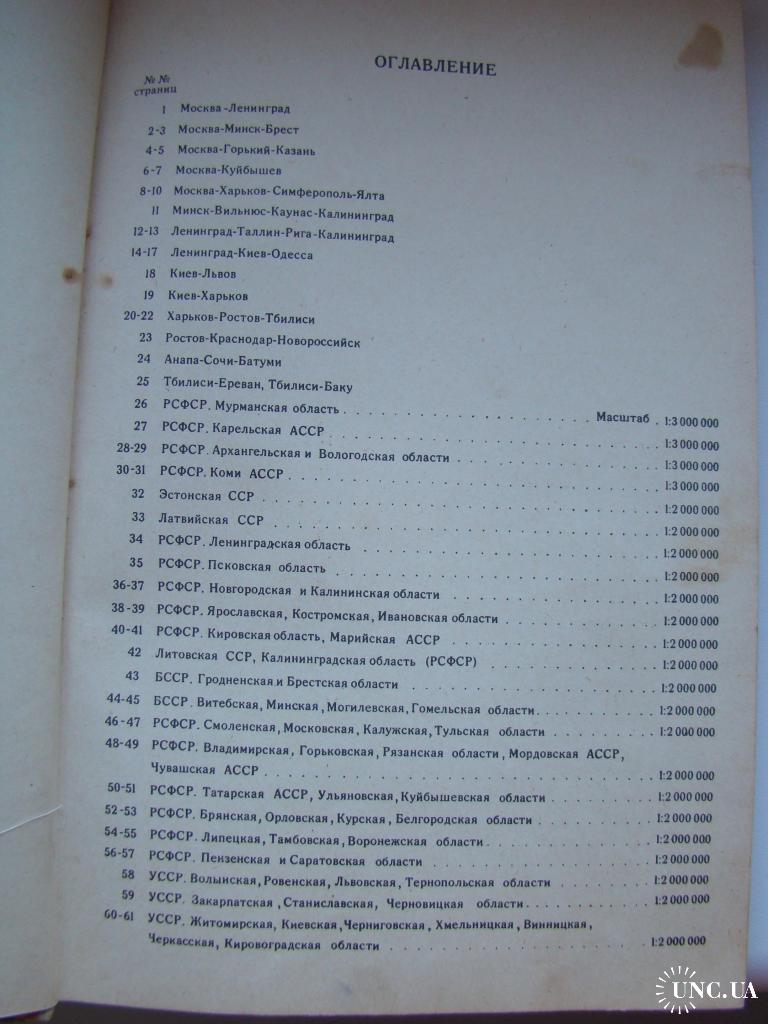 ОГЛАВЛЕНИЕ
№ №
страниц
1 Москва-Ленинград
2-3 Москва-Минск-Брест
4-5 Москва-Горький-Казань
6-7 Москва-Куйбышев
8-10 Москва-Харьков-Симферополь-Ялта
11 Минск-Вильнюс-Каунас-Калининград
12-13 Ленинград-Таллин-Рига-Калининград
14-17 Ленинград-Киев-Одесса
18 Киев-Львов
19 Киев-Харьков
20-22 Харьков-Ростов-Тбилиси
23 Ростов-Краснодар-Новороссийск
24 Анапа-Сочи-Батуми
25 Тбилиси-Ереван, Тбилиси-Баку
26 РСФСР. Мурманская область . . . . . Масштаб . 1:3 000 000
27 РСФСР. Карельская АССР . . . . . 1:3 000 000
28-29 РСФСР. Архангельская и Вологодская области . . . . . 1:3 000 000
30-31 РСФСР. Коми АССР . . . . . 1:3 000 000
32 Эстонская ССР . . . . . 1:2 000 000
33 Латвийская ССР . . . . . 1:2 000 000
34 РСФСР. Ленинградская область . . . . . 1:2 000 000
35 РСФСР. Псковская область . . . . . 1:2 000 000
36-37 РСФСР. Новгородская и Калининская области . . . . . 1:2 000 000
38-39 РСФСР. Ярославская, Костромская, Ивановская области . . . . . 1:2 000 000
40-41 РСФСР. Кировская область, Марийская АССР . . . . . 1:2 000 000
42 Литовская ССР, Калининградская область (РСФСР) . . . . . 1:2 000 000
43 БССР. Гродненская и Брестская области . . . . . 1:2 000 000
44-45 БССР. Витебская, Минская, Могилевская, Гомельская области . . . . . 1:2 000 000
46-47 РСФСР. Смоленская, Московская, Калужская, Тульская области . . . . . 1:2 000 000
48-49 РСФСР. Владимирская, Горьковская, Рязанская области, Мордовская АССР,
Чувашская АССР . . . . . 1:2 000 000
50-51 РСФСР. Татарская АССР, Ульяновская, Куйбышевская области . . . . . 1:2 000 000
52-53 РСФСР. Брянская, Орловская, Курская, Белгородская области . . . . . 1:2 000 000
54-55 РСФСР. Липецкая, Тамбовская, Воронежская области . . . . . 1:2 000 000
56-57 РСФСР. Пензенская и Саратовская области . . . . . 1:2 000 000
58 УССР. Волынская, Ровенская, Львовская, Тернопольская области . . . . . 1:2 000 000
59 УССР. Закарпатская, Станиславская, Черновицкая области . . . . . 1:2 000 000
60-61 УССР. Житомирская, Киевская, Черниговская, Хмельницкая, Винницкая,
Черкасская, Кировоградская области . . . . . 1:2 000 000
UNC.UA